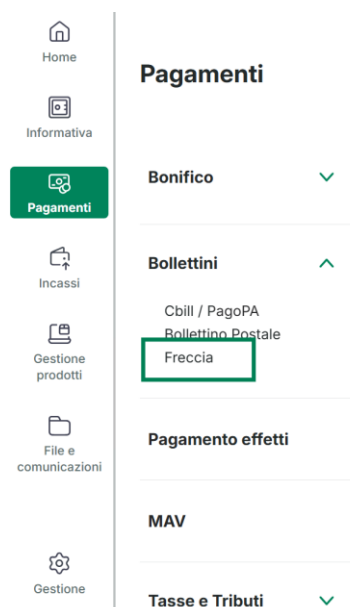 Home
Informativa
Pagamenti
Incassi
Gestione
prodotti
File e
comunicazioni
Gestione
Pagamenti
Bonifico
Bollettini
Cbill / PagoPA
Bollettino Postale
Freccia
Pagamento effetti
MAV
Tasse e Tributi